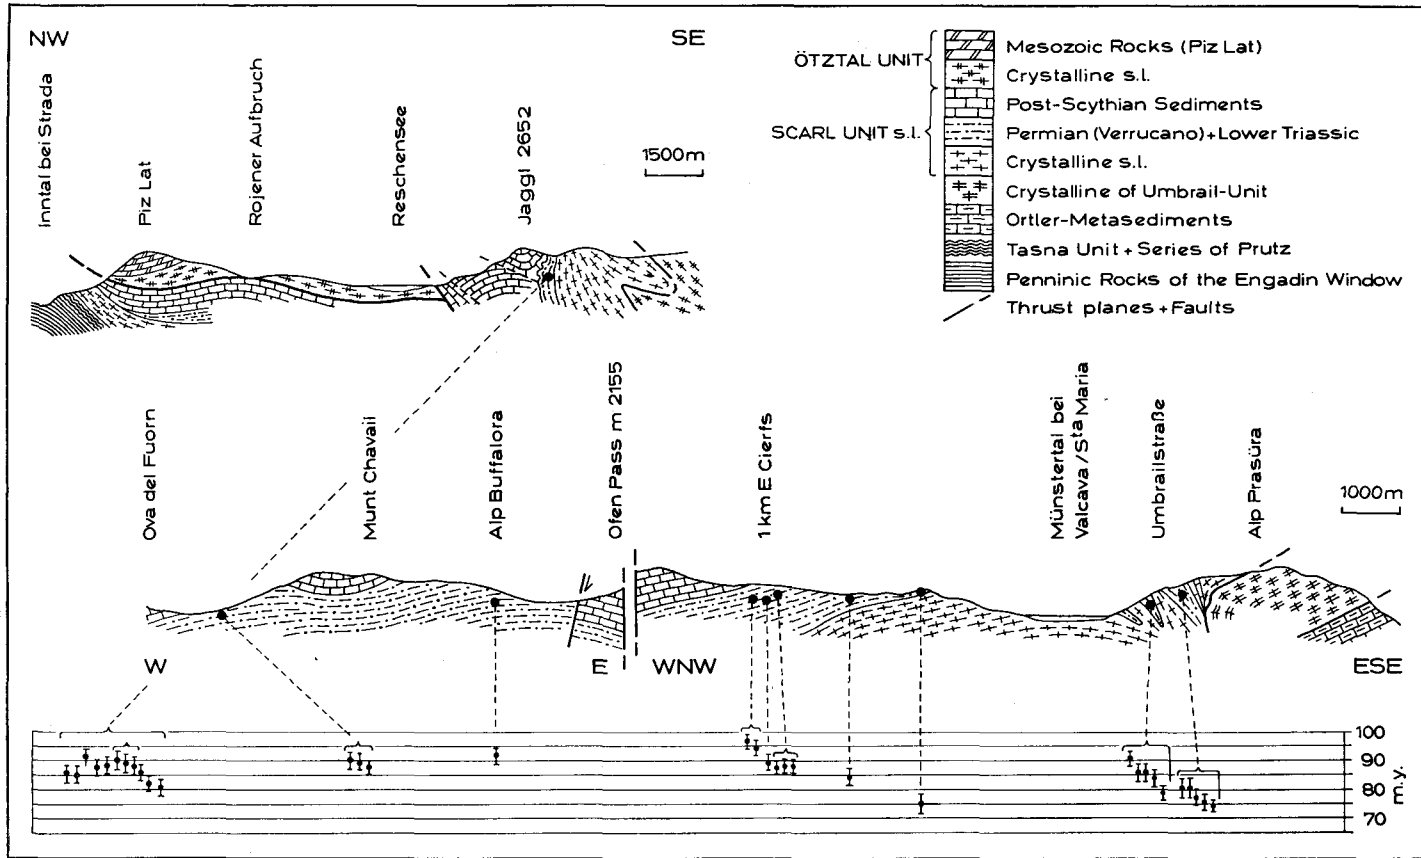 NW
SE
Inntal bei Strada
Piz Lat
Rojener Aufbruch
Reschensee
Jaggl 2652
1500m
ÖTZTAL UNIT
SCARL UNIT s.l.
Mesozoic Rocks (Piz Lat)
Crystalline s.l.
Post-Scythian Sediments
Permian (Verrucano)+Lower Triassic
Crystalline s.l.
Crystalline of Umbrail-Unit
Ortler-Metasediments
Tasna Unit + Series of Prutz
Penninic Rocks of the Engadin Window
Thrust planes + Faults
Ova del Fuorn
Munt Chavail
Alp Buffalora
Ofen Pass m 2155
1 km E Cierfs
Münstertal bei
Valcava / Sta Maria
Umbrailstraße
Alp Prasüra
1000m
W
E
WNW
ESE
100
90
80
70
m.y.